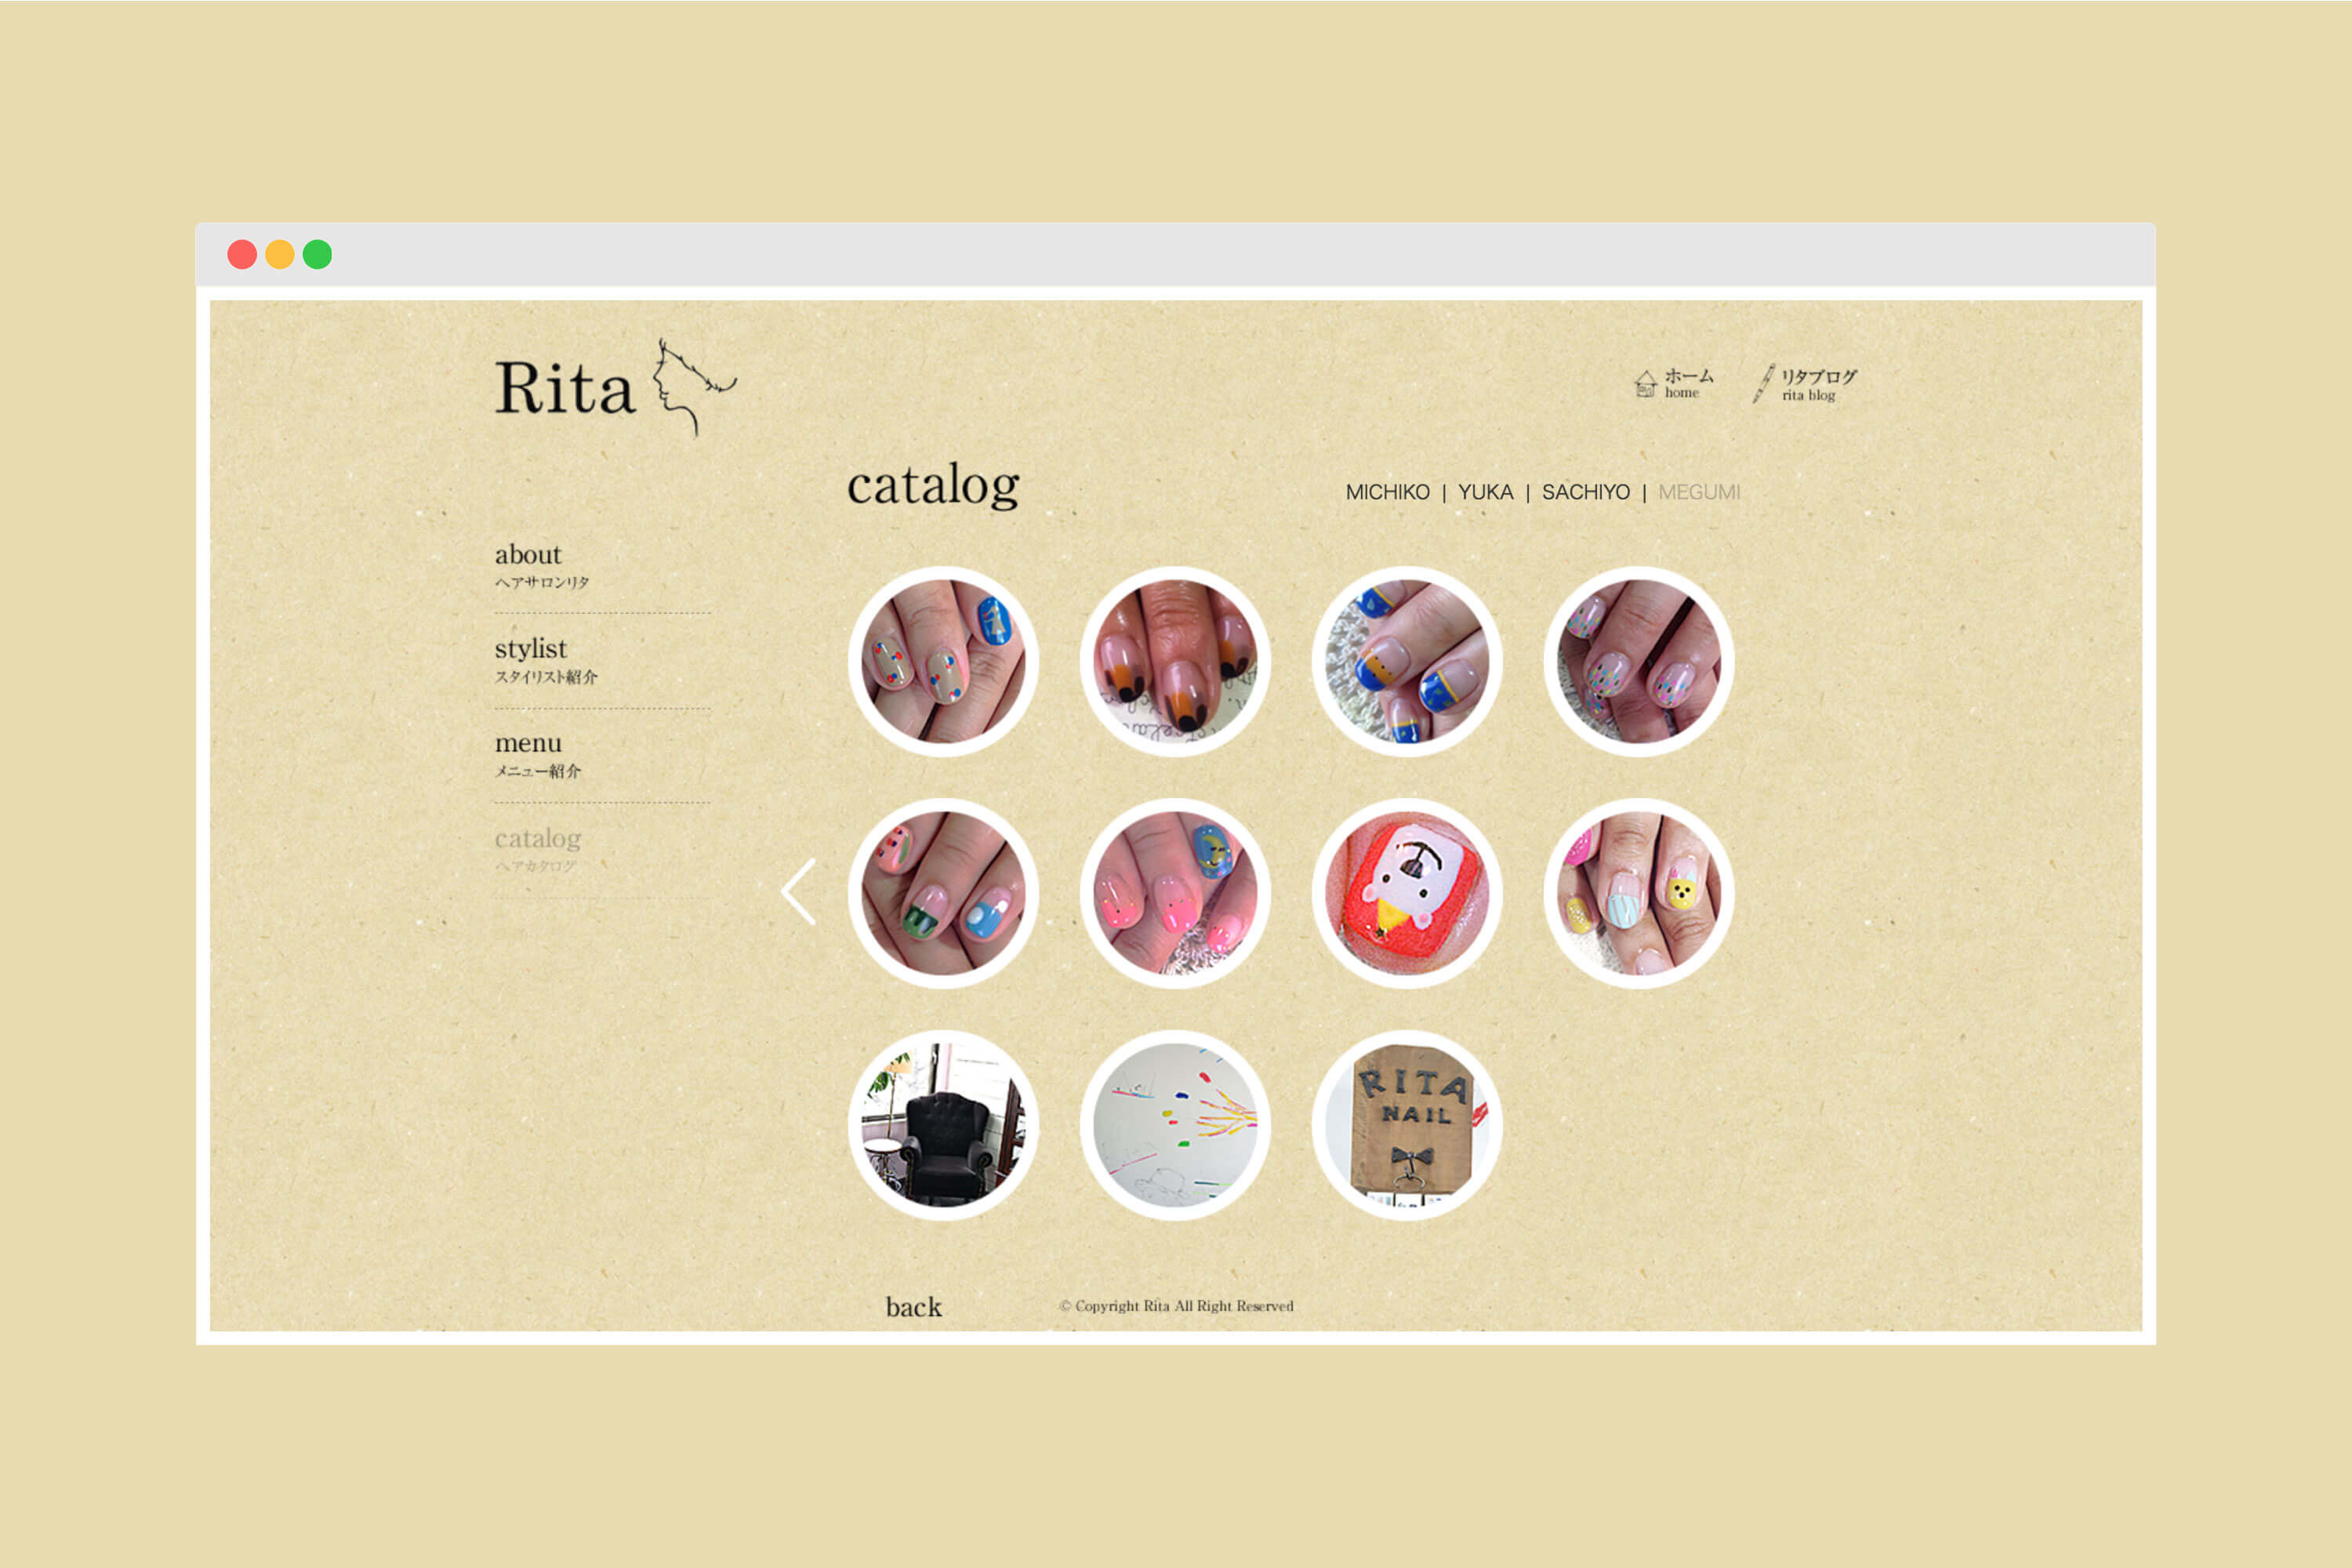 Rita
ホーム
home
リタブログ
rita blog
catalog
MICHIKO | YUKA | SACHIYO | MEGUMI
about
ヘアサロンリタ
stylist
スタイリスト紹介
menu
メニュー紹介
catalog
ヘアカタログ
RITA
NAIL
back
© Copyright Rita All Right Reserved